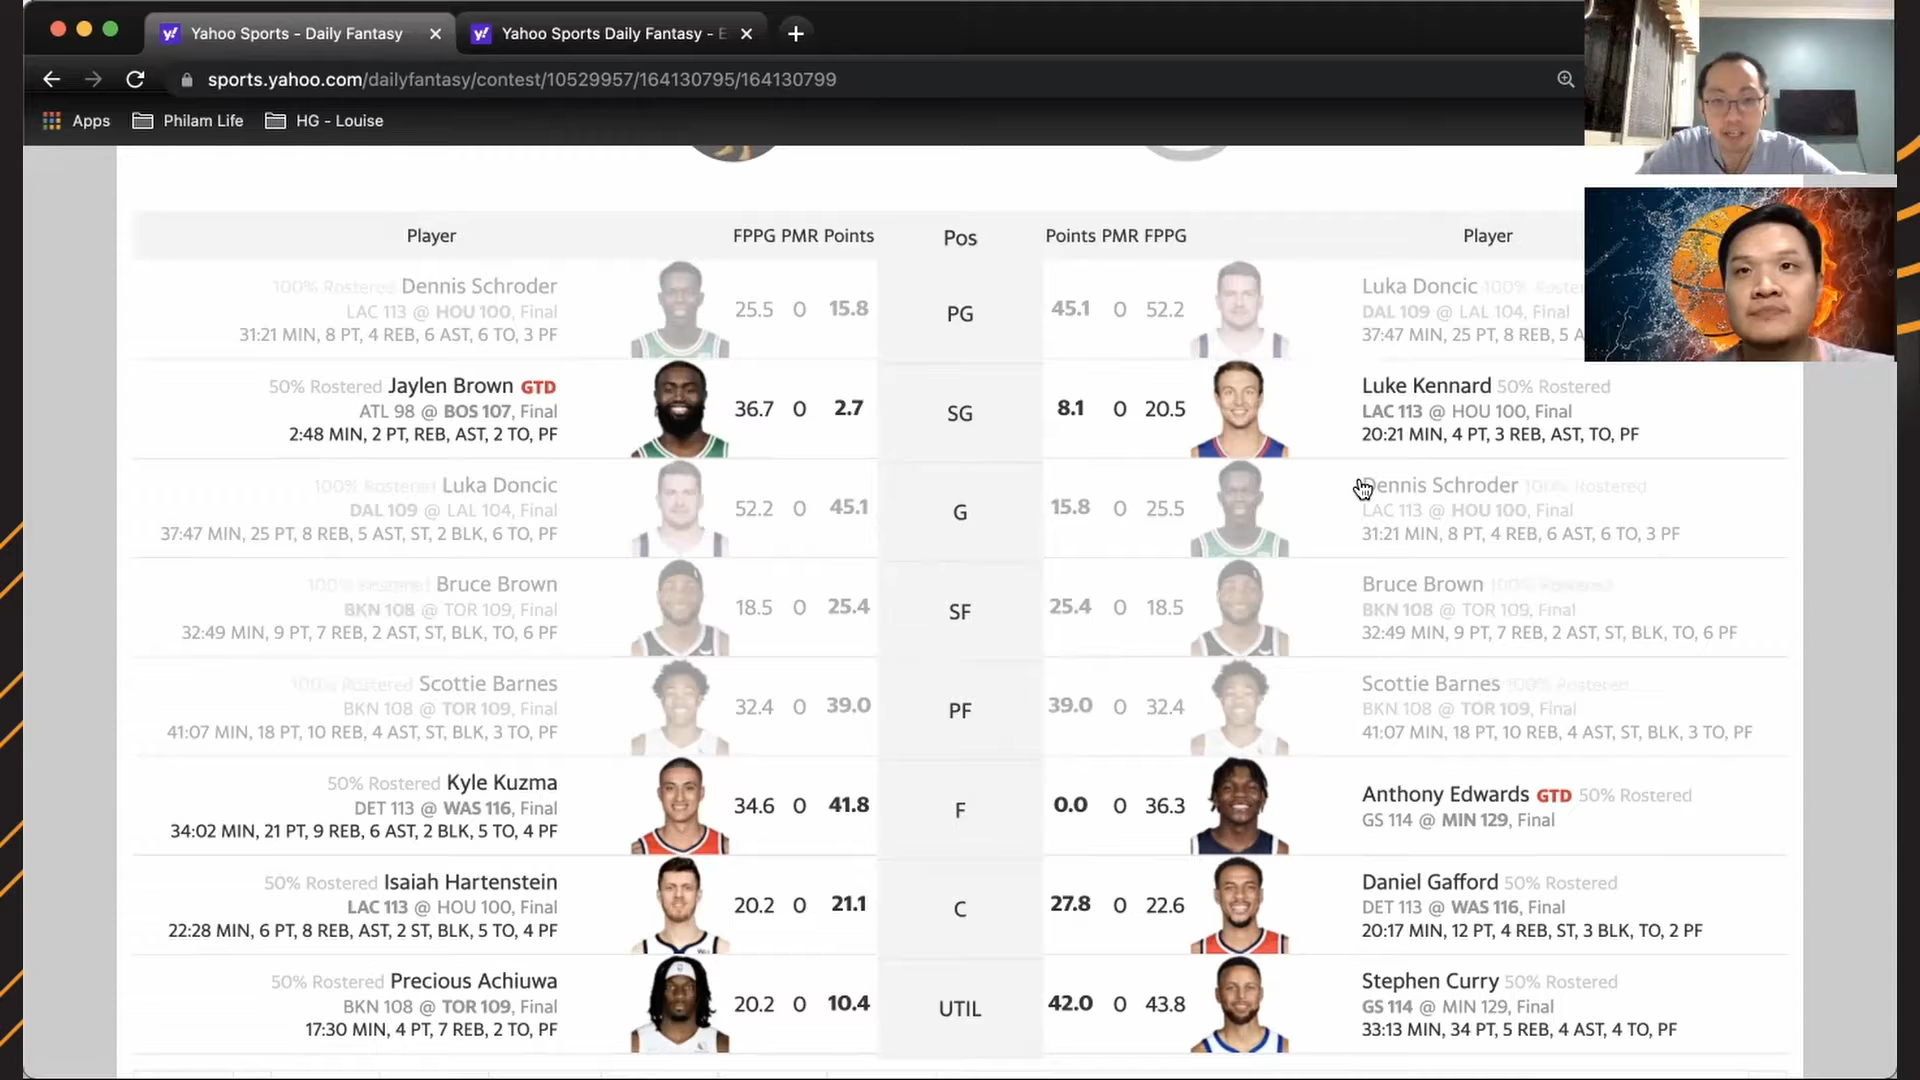 Yahoo Sports - Daily Fantasy
Yahoo Sports Daily Fantasy - E
sports.yahoo.com/dailyfantasy/contest/10529957/164130795/164130799
Apps
Philam Life
HG - Louise
Player FPPG PMR Points Pos Points PMR FPPG Player
100% Rostered Dennis Schroder
LAC 113 @ HOU 100, Final
31:21 MIN, 8 PT, 4 REB, 6 AST, 6 TO, 3 PF
25.5 0 15.8 PG 45.1 0 52.2
Luka Doncic 100%
DAL 109 @ LAL 104, Final
37:47 MIN, 25 PT, 8 REB, 5 A
50% Rostered Jaylen Brown GTD
ATL 98 @ BOS 107, Final
2:48 MIN, 2 PT, REB, AST, 2 TO, PF
36.7 0 2.7 SG 8.1 0 20.5
Luke Kennard 50% Rostered
LAC 113 @ HOU 100, Final
20:21 MIN, 4 PT, 3 REB, AST, TO, PF
100% Rostered Luka Doncic
DAL 109 @ LAL 104, Final
37:47 MIN, 25 PT, 8 REB, 5 AST, ST, 2 BLK, 6 TO, PF
52.2 0 45.1 G 15.8 0 25.5
Dennis Schroder 100% Rostered
LAC 113 @ HOU 100, Final
31:21 MIN, 8 PT, 4 REB, 6 AST, 6 TO, 3 PF
100% Rostered Bruce Brown
BKN 108 @ TOR 109, Final
32:49 MIN, 9 PT, 7 REB, 2 AST, ST, BLK, TO, 6 PF
18.5 0 25.4 SF 25.4 0 18.5
Bruce Brown 100% Rostered
BKN 108 @ TOR 109, Final
32:49 MIN, 9 PT, 7 REB, 2 AST, ST, BLK, TO, 6 PF
100% Rostered Scottie Barnes
BKN 108 @ TOR 109, Final
41:07 MIN, 18 PT, 10 REB, 4 AST, ST, BLK, 3 TO, PF
32.4 0 39.0 PF 39.0 0 32.4
Scottie Barnes 100% Rostered
BKN 108 @ TOR 109, Final
41:07 MIN, 18 PT, 10 REB, 4 AST, ST, BLK, 3 TO, PF
50% Rostered Kyle Kuzma
DET 113 @ WAS 116, Final
34:02 MIN, 21 PT, 9 REB, 6 AST, 2 BLK, 5 TO, 4 PF
34.6 0 41.8 F 0.0 0 36.3
Anthony Edwards GTD 50% Rostered
GS 114 @ MIN 129, Final
50% Rostered Isaiah Hartenstein
LAC 113 @ HOU 100, Final
22:28 MIN, 6 PT, 8 REB, AST, 2 ST, BLK, 5 TO, 4 PF
20.2 0 21.1 C 27.8 0 22.6
Daniel Gafford 50% Rostered
DET 113 @ WAS 116, Final
20:17 MIN, 12 PT, 4 REB, ST, 3 BLK, TO, 2 PF
50% Rostered Precious Achiuwa
BKN 108 @ TOR 109, Final
17:30 MIN, 4 PT, 7 REB, 2 TO, PF
20.2 0 10.4 UTIL 42.0 0 43.8
Stephen Curry 50% Rostered
GS 114 @ MIN 129, Final
33:13 MIN, 34 PT, 5 REB, 4 AST, 4 TO, PF